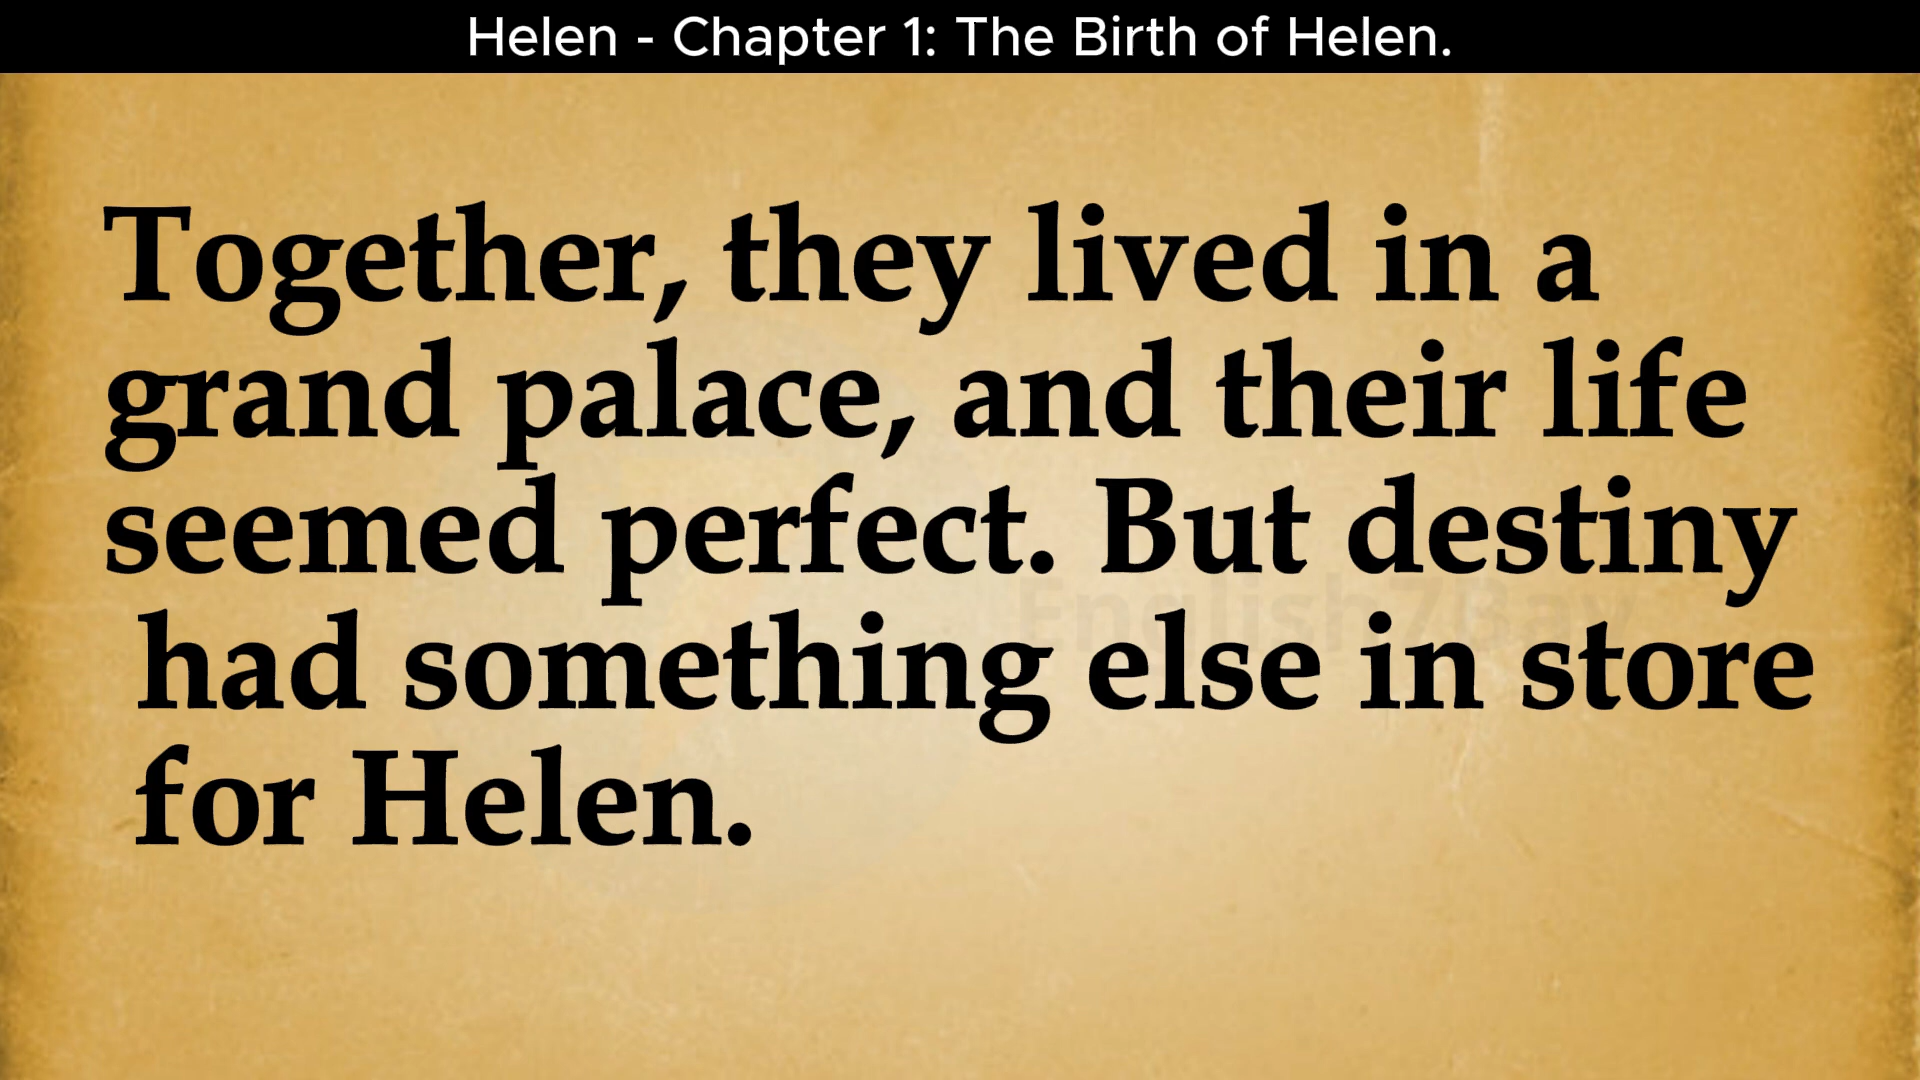 Helen - Chapter 1: The Birth of Helen.
Together, they lived in a
grand palace, and their life
seemed perfect. But destiny
had something else in store
for Helen.
English7Bay